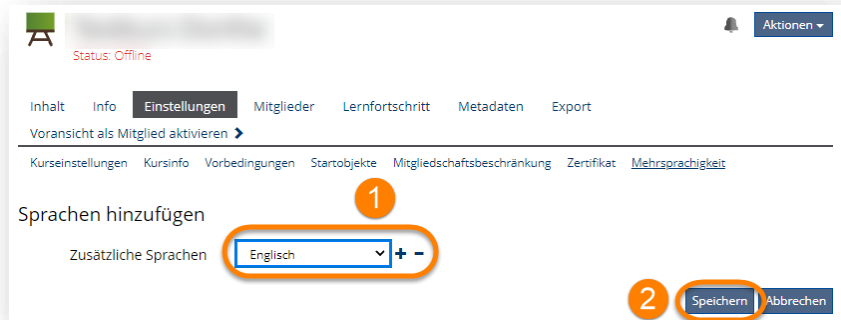 Aktionen
Status: Offline
Inhalt Info Einstellungen Mitglieder Lernfortschritt Metadaten Export
Voransicht als Mitglied aktivieren
Kurseinstellungen Kursinfo Vorbedingungen Startobjekte Mitgliedschaftsbeschränkung Zertifikat Mehrsprachigkeit
1
Sprachen hinzufügen
Zusätzliche Sprachen Englisch + -
2 Speichern Abbrechen